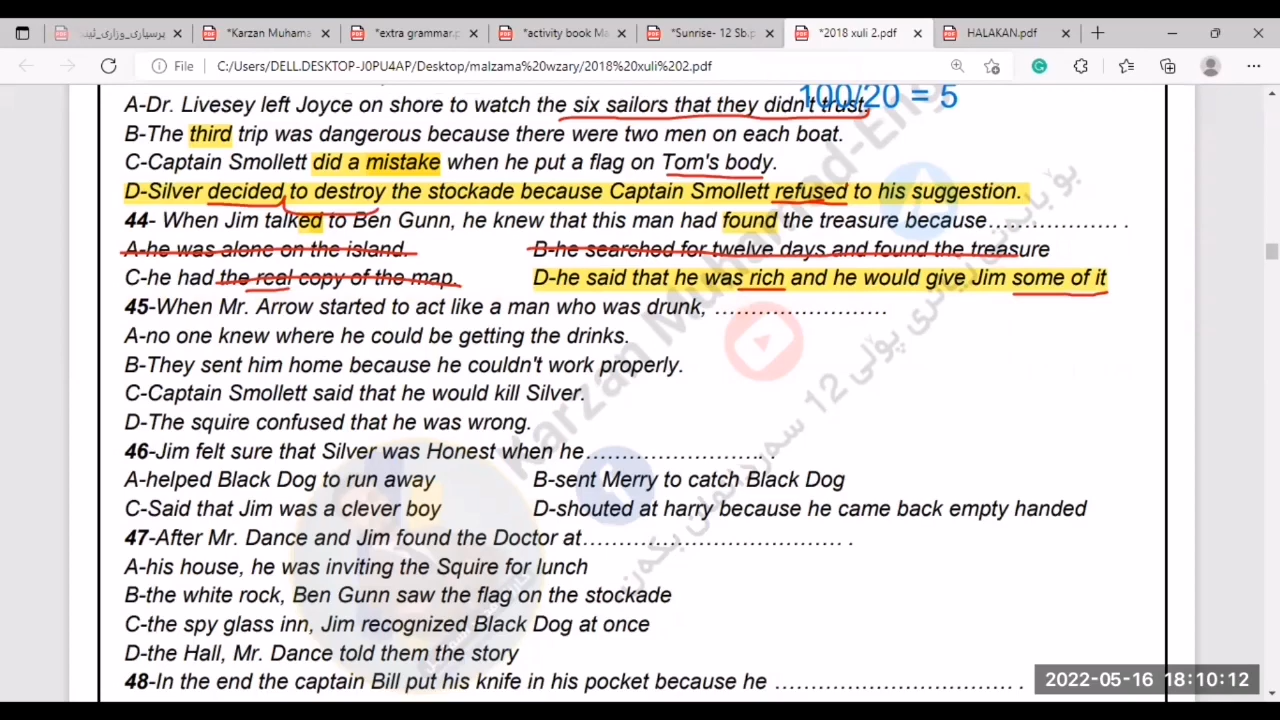 پرسیاری_وزاری_ئینـ
*Karzan Muhama
*extra grammar.p
*activity book Ma
*Sunrise- 12 Sb.p
*2018 xuli 2.pdf
HALAKAN.pdf
File C:/Users/DELL.DESKTOP-J0PU4AP/Desktop/malzama%20wzary/2018%20xuli%202.pdf
100/20 = 5
A-Dr. Livesey left Joyce on shore to watch the six sailors that they didn't trust.
B-The third trip was dangerous because there were two men on each boat.
C-Captain Smollett did a mistake when he put a flag on Tom's body.
D-Silver decided to destroy the stockade because Captain Smollett refused to his suggestion.
44- When Jim talked to Ben Gunn, he knew that this man had found the treasure because.................. .
A-he was alone on the island. B-he searched for twelve days and found the treasure
C-he had the real copy of the map. D-he said that he was rich and he would give Jim some of it
45-When Mr. Arrow started to act like a man who was drunk, ........................
A-no one knew where he could be getting the drinks.
B-They sent him home because he couldn't work properly.
C-Captain Smollett said that he would kill Silver.
D-The squire confused that he was wrong.
46-Jim felt sure that Silver was Honest when he........................ .
A-helped Black Dog to run away B-sent Merry to catch Black Dog
C-Said that Jim was a clever boy D-shouted at harry because he came back empty handed
47-After Mr. Dance and Jim found the Doctor at.................................... .
A-his house, he was inviting the Squire for lunch
B-the white rock, Ben Gunn saw the flag on the stockade
C-the spy glass inn, Jim recognized Black Dog at once
D-the Hall, Mr. Dance told them the story
48-In the end the captain Bill put his knife in his pocket because he ................................. .
Karzan Muhamad-Eng
2022-05-16 18:10:12